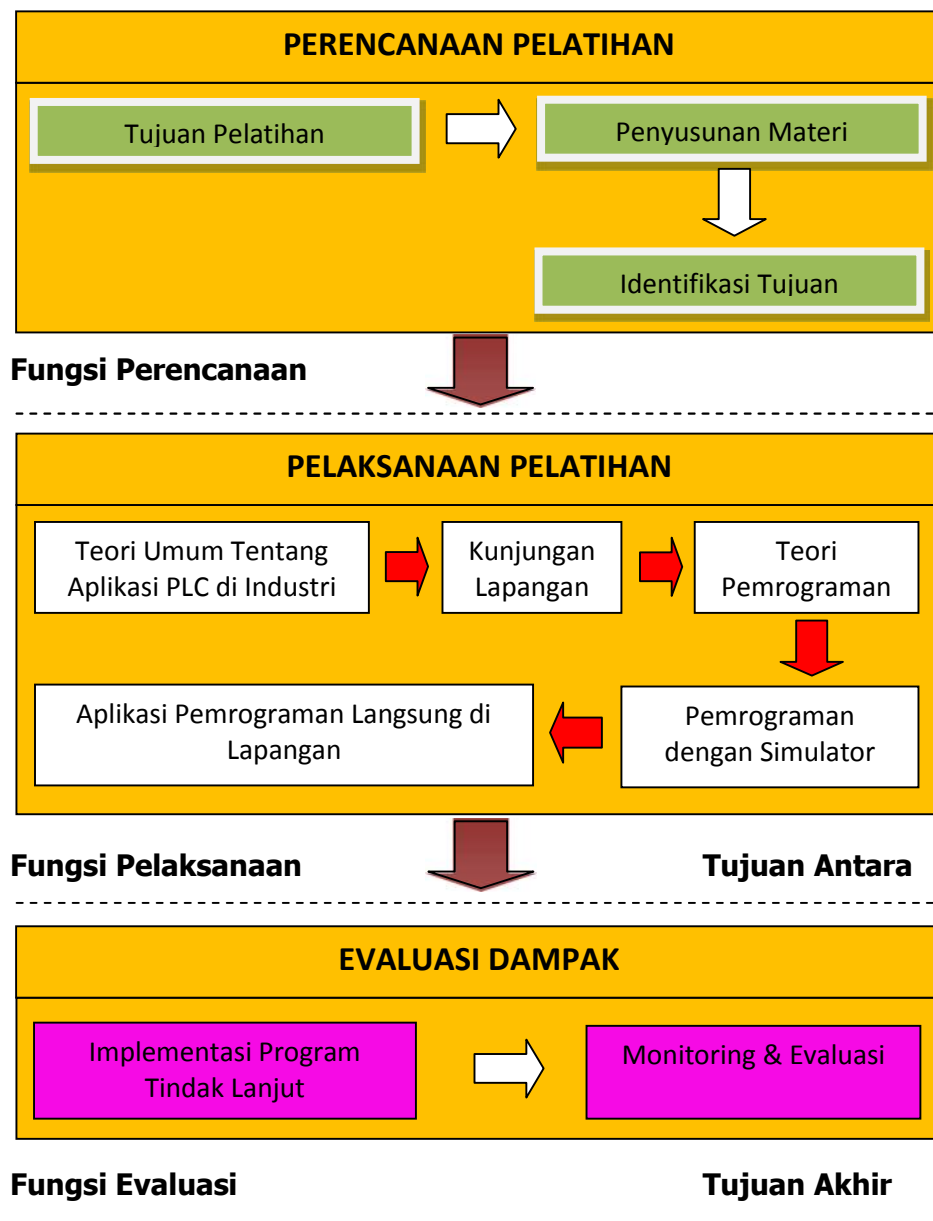 PERENCANAAN PELATIHAN
Tujuan Pelatihan
Penyusunan Materi
Identifikasi Tujuan
Fungsi Perencanaan
PELAKSANAAN PELATIHAN
Teori Umum Tentang
Aplikasi PLC di Industri
Kunjungan
Lapangan
Teori
Pemrograman
Pemrograman
dengan Simulator
Aplikasi Pemrograman Langsung di
Lapangan
Fungsi Pelaksanaan
Tujuan Antara
EVALUASI DAMPAK
Implementasi Program
Tindak Lanjut
Monitoring & Evaluasi
Fungsi Evaluasi
Tujuan Akhir